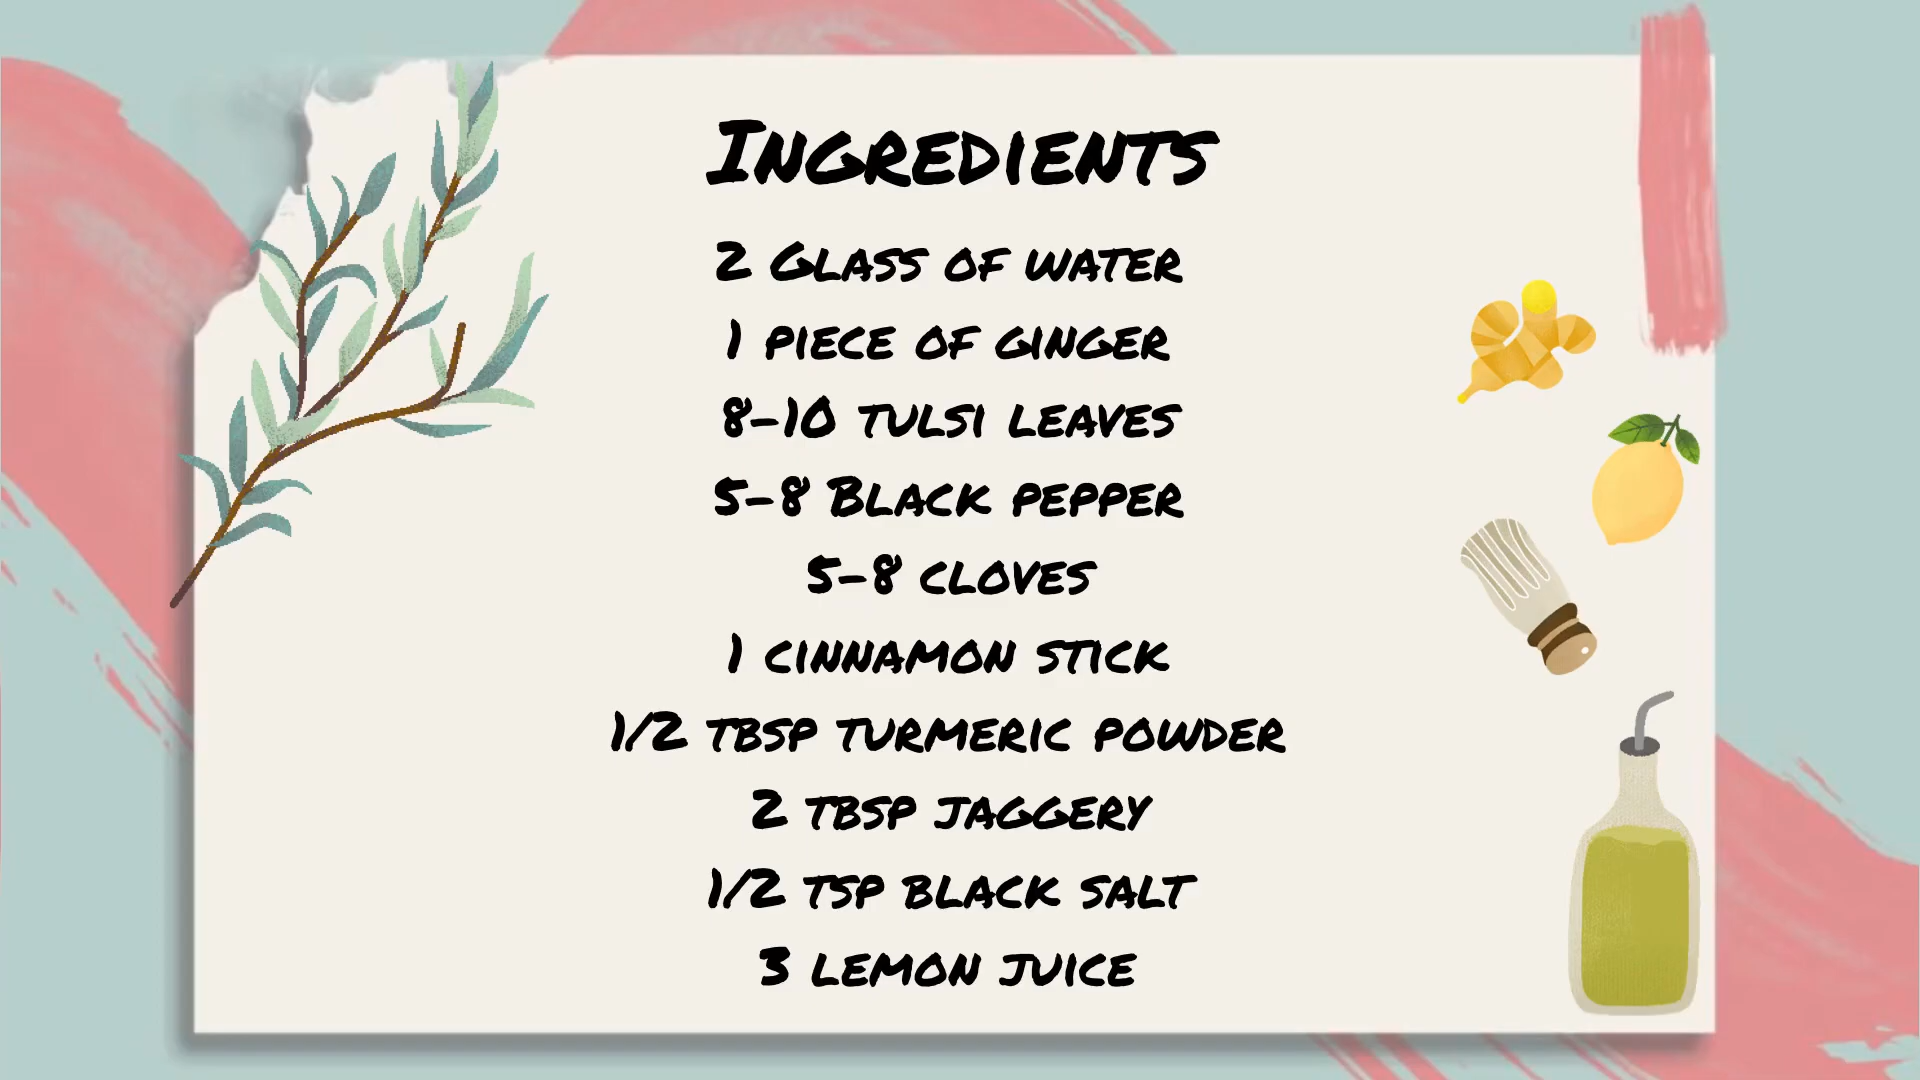 Ingredients
2 Glass of water
1 piece of ginger
8-10 tulsi leaves
5-8 Black pepper
5-8 cloves
1 cinnamon stick
1/2 tbsp turmeric powder
2 tbsp jaggery
1/2 tsp black salt
3 lemon juice